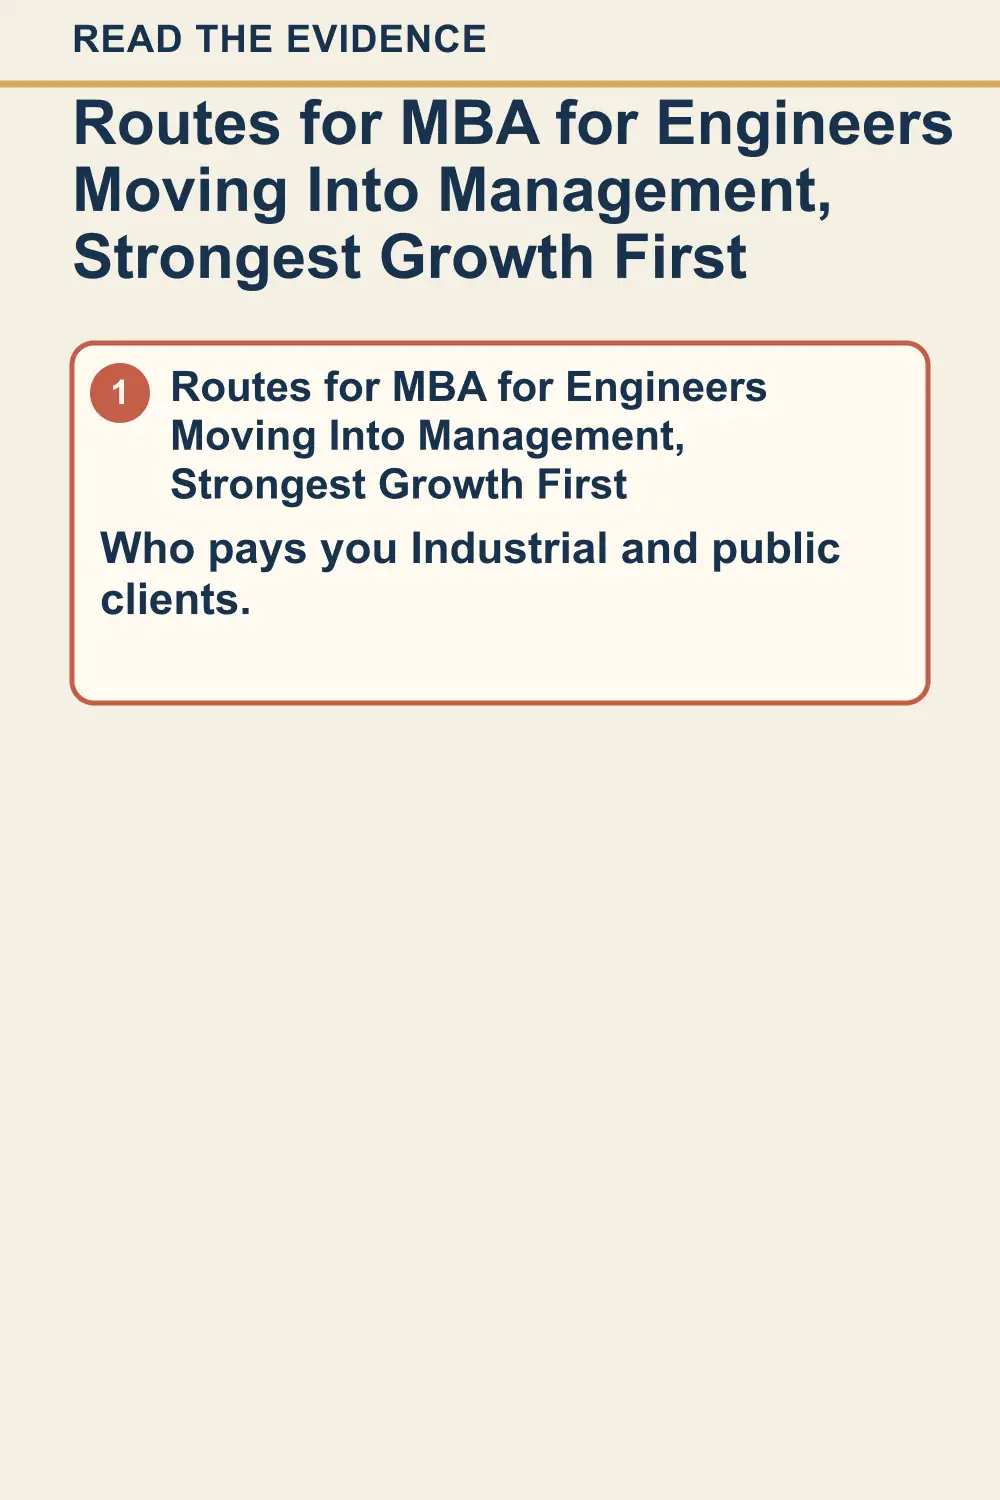 READ THE EVIDENCE
Routes for MBA for Engineers
Moving Into Management,
Strongest Growth First
1
Routes for MBA for Engineers
Moving Into Management,
Strongest Growth First
Who pays you Industrial and public
clients.